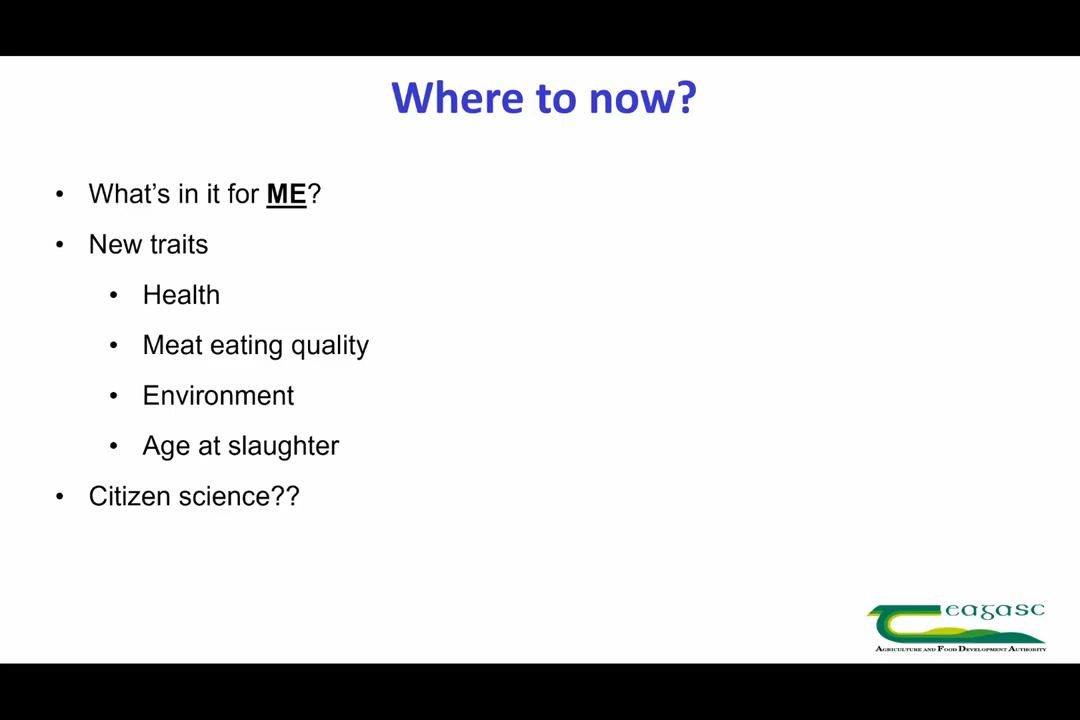 Where to now?
• What's in it for ME?
• New traits
• Health
• Meat eating quality
• Environment
• Age at slaughter
• Citizen science??
Teagasc
AGRICULTURE AND FOOD DEVELOPMENT AUTHORITY